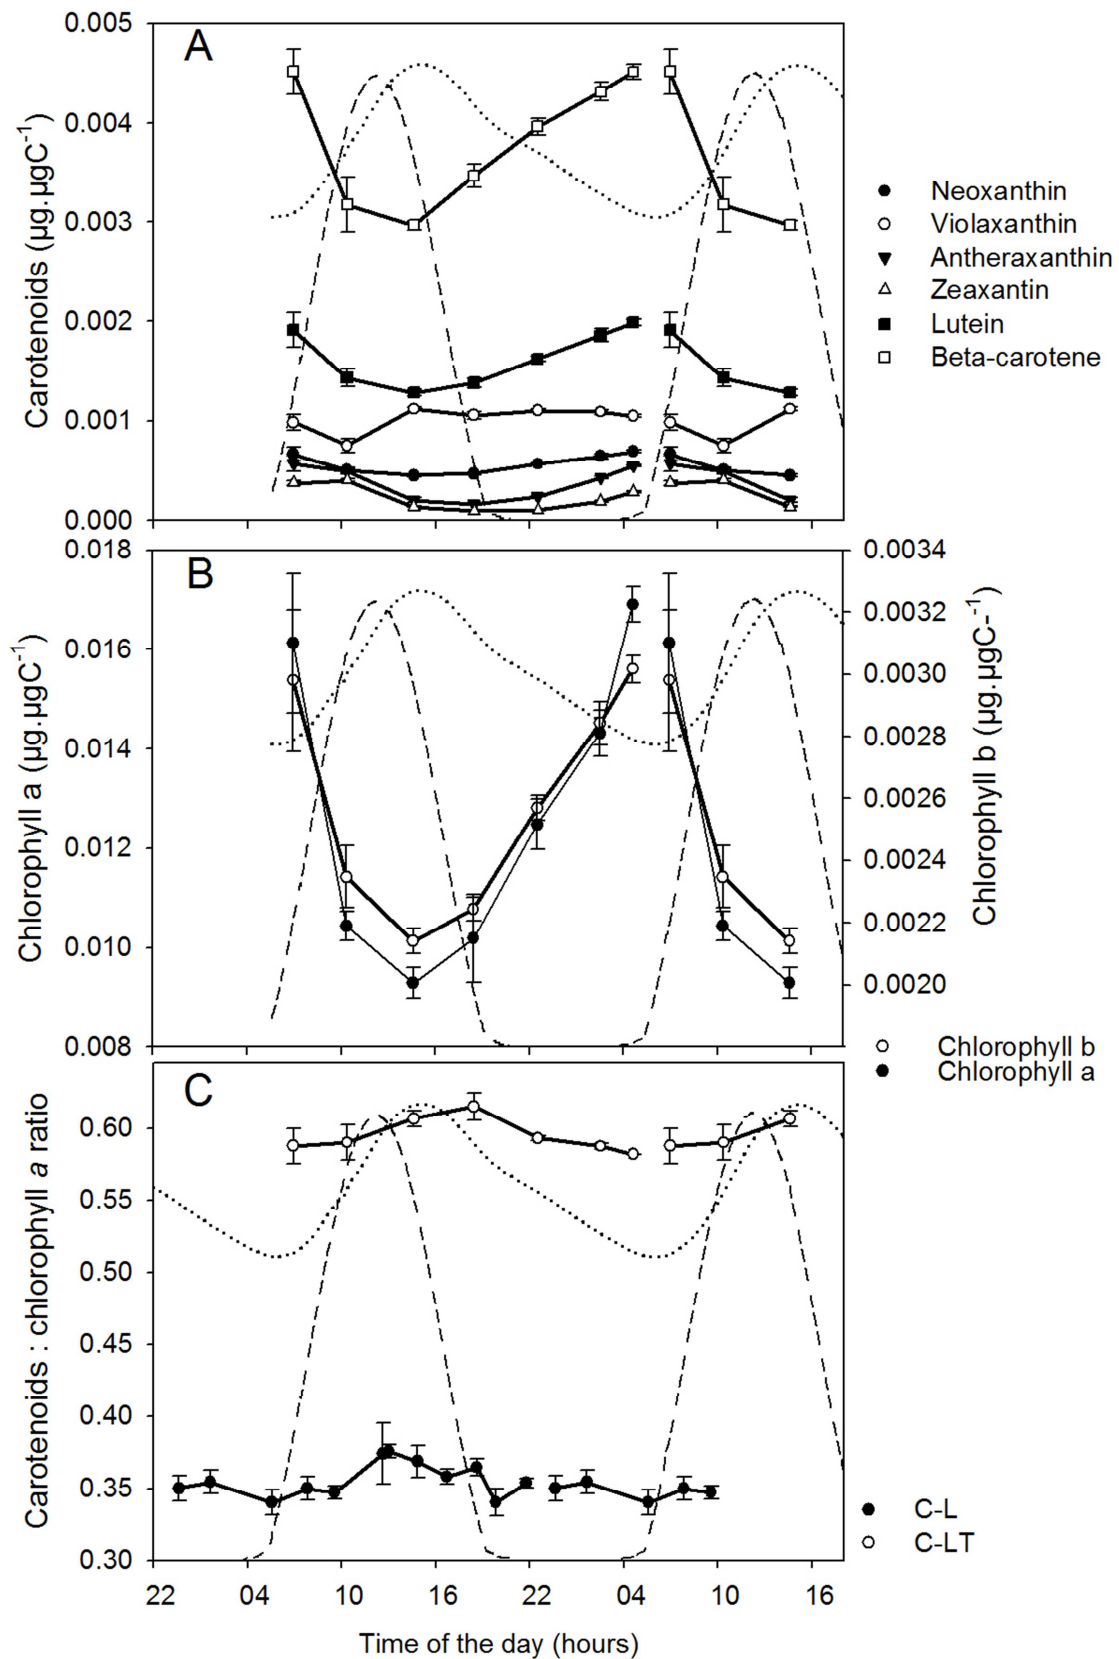 A
Carotenoids (µg.µgC-1)
0.005
0.004
0.003
0.002
0.001
0.000
Neoxanthin
Violaxanthin
Antheraxanthin
Zeaxantin
Lutein
Beta-carotene
B
Chlorophyll a (µg.µgC-1)
0.018
0.016
0.014
0.012
0.010
0.008
0.0034
0.0032
0.0030
0.0028
0.0026
0.0024
0.0022
0.0020
Chlorophyll b (µg.µgC-1)
Chlorophyll b
Chlorophyll a
C
Carotenoids : chlorophyll a ratio
0.60
0.55
0.50
0.45
0.40
0.35
0.30
C-L
C-LT
22 04 10 16 22 04 10 16
Time of the day (hours)